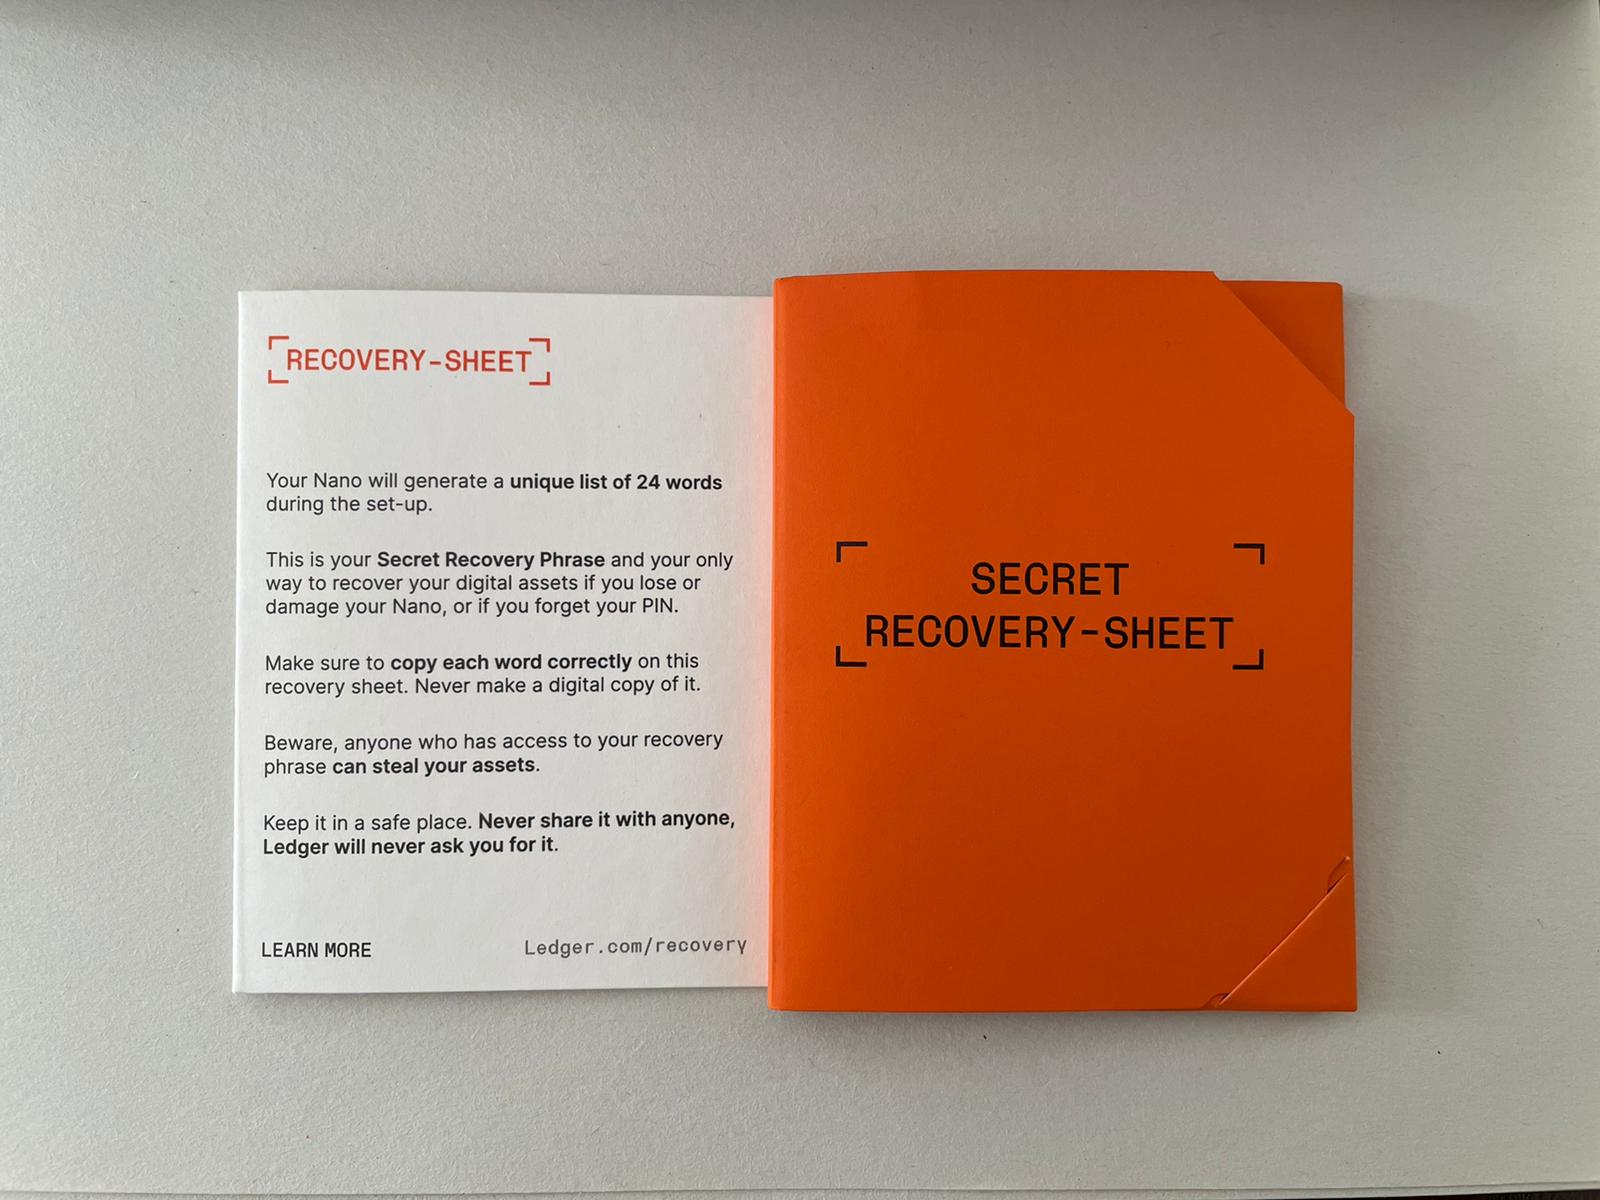 RECOVERY-SHEET
Your Nano will generate a unique list of 24 words
during the set-up.
This is your Secret Recovery Phrase and your only
way to recover your digital assets if you lose or
damage your Nano, or if you forget your PIN.
Make sure to copy each word correctly on this
recovery sheet. Never make a digital copy of it.
Beware, anyone who has access to your recovery
phrase can steal your assets.
Keep it in a safe place. Never share it with anyone,
Ledger will never ask you for it.
LEARN MORE
Ledger.com/recovery
SECRET
RECOVERY-SHEET